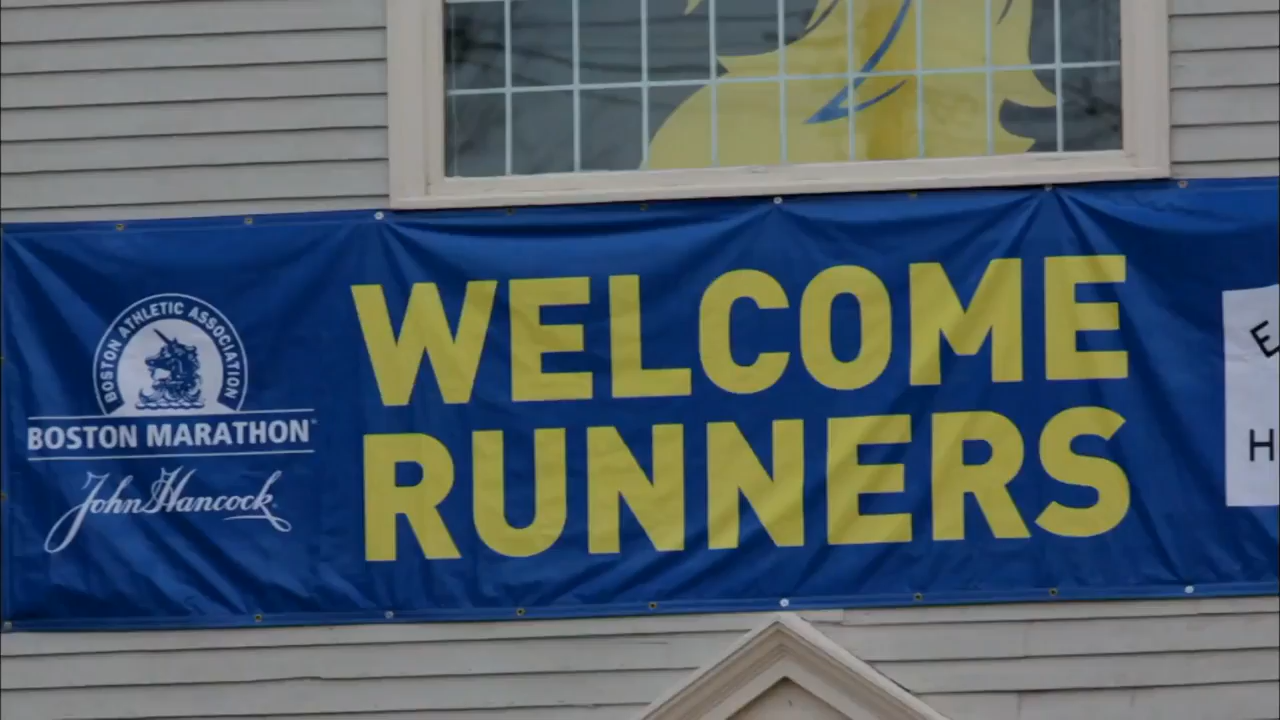 BOSTON ATHLETIC ASSOCIATION
BOSTON MARATHON®
John Hancock
WELCOME
RUNNERS
E
H